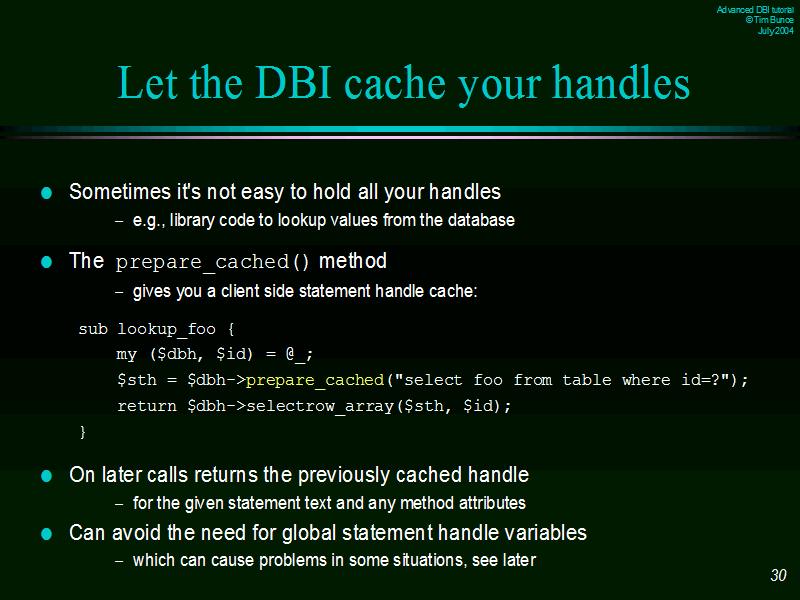 Advanced DBI tutorial
© Tim Bunce
July 2004
Let the DBI cache your handles
Sometimes it's not easy to hold all your handles
– e.g., library code to lookup values from the database
The prepare_cached() method
– gives you a client side statement handle cache:
sub lookup_foo {
    my ($dbh, $id) = @_;
    $sth = $dbh->prepare_cached("select foo from table where id=?");
    return $dbh->selectrow_array($sth, $id);
}
On later calls returns the previously cached handle
– for the given statement text and any method attributes
Can avoid the need for global statement handle variables
– which can cause problems in some situations, see later
30